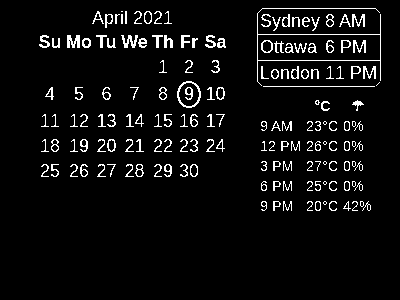 April 2021
Su Mo Tu We Th Fr Sa
1 2 3
4 5 6 7 8 9 10
11 12 13 14 15 16 17
18 19 20 21 22 23 24
25 26 27 28 29 30
Sydney 8 AM
Ottawa 6 PM
London 11 PM
°C ☂
9 AM 23°C 0%
12 PM 26°C 0%
3 PM 27°C 0%
6 PM 25°C 0%
9 PM 20°C 42%